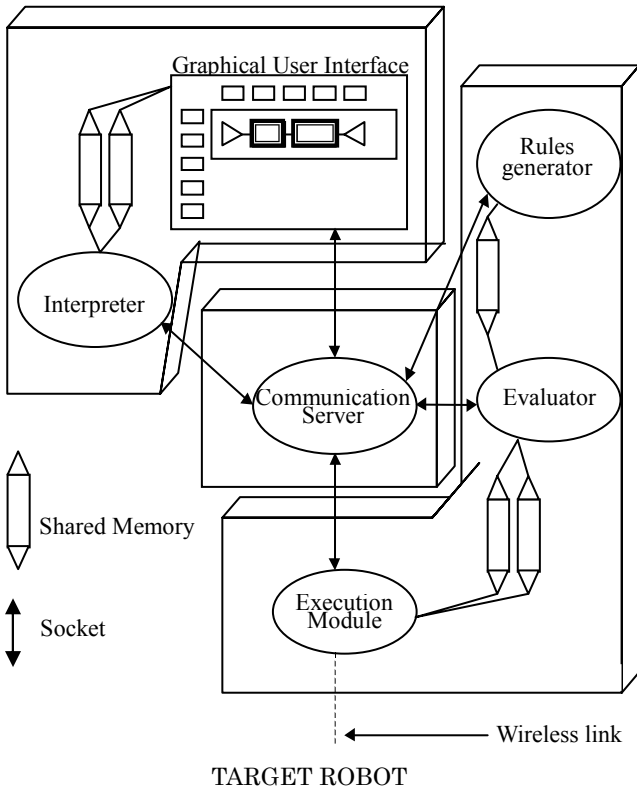 Graphical User Interface
Rules
generator
Interpreter
Communication
Server
Evaluator
Shared Memory
Execution
Module
Socket
Wireless link
TARGET ROBOT